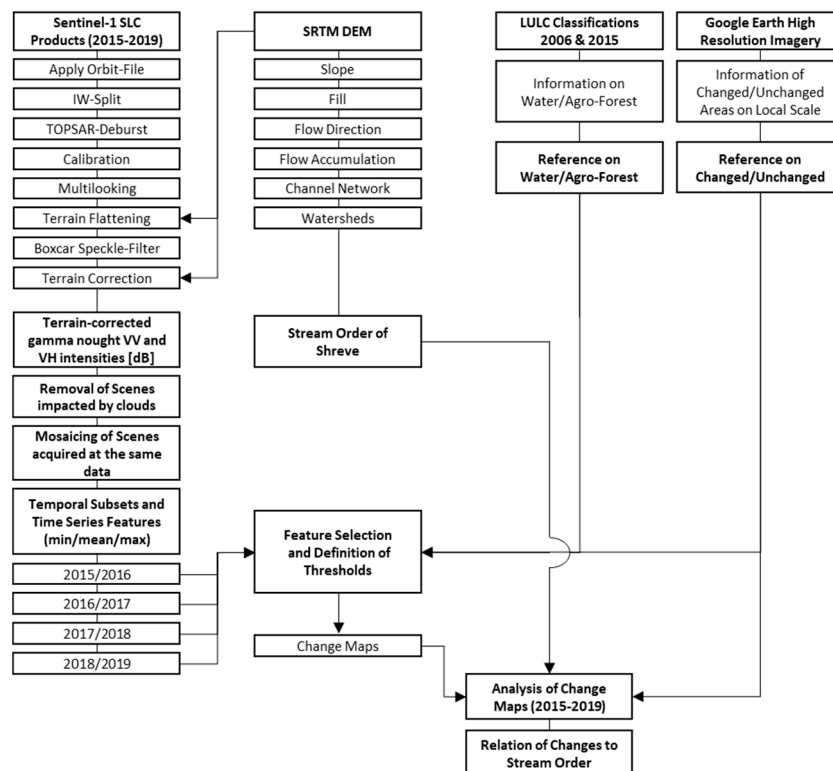 Sentinel-1 SLC
Products (2015-2019)
Apply Orbit-File
IW-Split
TOPSAR-Deburst
Calibration
Multilooking
Terrain Flattening
Boxcar Speckle-Filter
Terrain Correction
Terrain-corrected
gamma nought VV and
VH intensities [dB]
Removal of Scenes
impacted by clouds
Mosaicing of Scenes
acquired at the same
data
Temporal Subsets and
Time Series Features
(min/mean/max)
2015/2016
2016/2017
2017/2018
2018/2019
SRTM DEM
Slope
Fill
Flow Direction
Flow Accumulation
Channel Network
Watersheds
Stream Order of
Shreve
Feature Selection
and Definition of
Thresholds
Change Maps
LULC Classifications
2006 & 2015
Information on
Water/Agro-Forest
Reference on
Water/Agro-Forest
Google Earth High
Resolution Imagery
Information of
Changed/Unchanged
Areas on Local Scale
Reference on
Changed/Unchanged
Analysis of Change
Maps (2015-2019)
Relation of Changes to
Stream Order